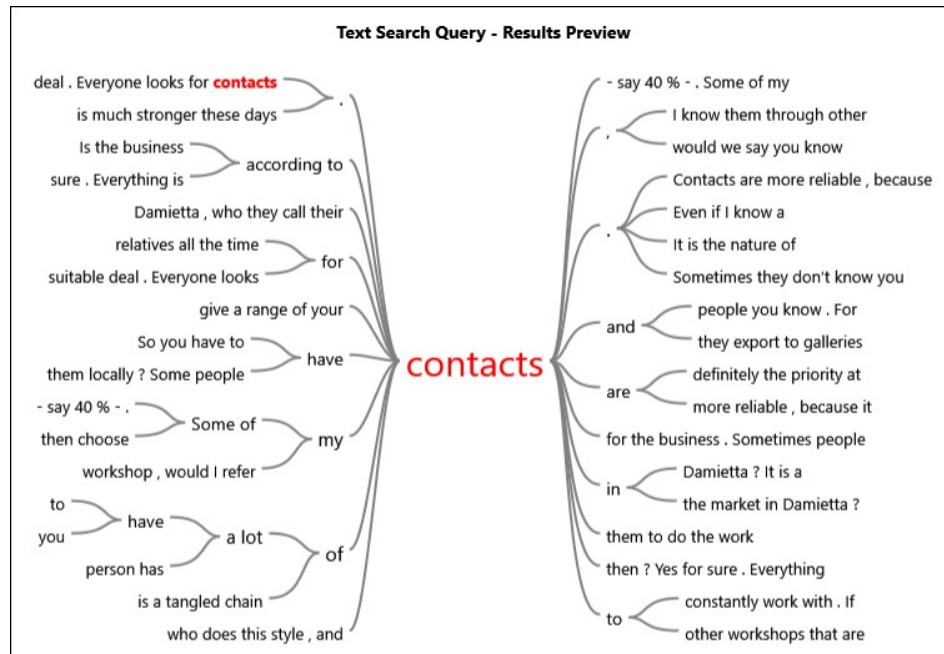 Text Search Query - Results Preview
deal . Everyone looks for contacts
is much stronger these days
.
Is the business
sure . Everything is
according to
Damietta , who they call their
relatives all the time
suitable deal . Everyone looks
for
give a range of your
So you have to
them locally ? Some people
have
- say 40 % - .
then choose
Some of
workshop , would I refer
my
to
you
have
person has
a lot
is a tangled chain
of
who does this style , and
contacts
- say 40 % - . Some of my
,
I know them through other
would we say you know
.
Contacts are more reliable , because
Even if I know a
It is the nature of
Sometimes they don't know you
and
people you know . For
they export to galleries
are
definitely the priority at
more reliable , because it
for the business . Sometimes people
in
Damietta ? It is a
the market in Damietta ?
them to do the work
then ? Yes for sure . Everything
to
constantly work with . If
other workshops that are